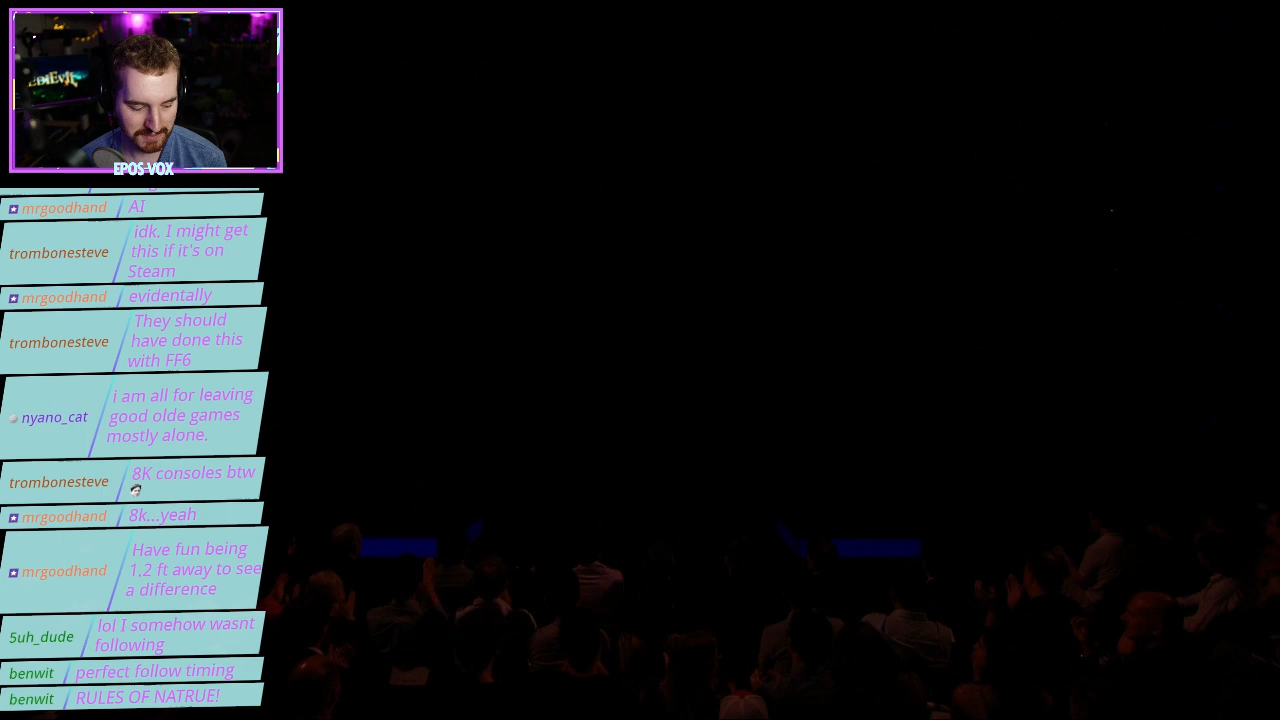 EDIEVIL
EPOS VOX
mrgoodhand AI
trombonesteve idk. I might get
this if it's on
Steam
mrgoodhand evidentally
trombonesteve They should
have done this
with FF6
nyano_cat i am all for leaving
good olde games
mostly alone.
trombonesteve 8K consoles btw
mrgoodhand 8k...yeah
mrgoodhand Have fun being
1.2 ft away to see
a difference
5uh_dude lol I somehow wasnt
following
benwit perfect follow timing
benwit RULES OF NATRUE!